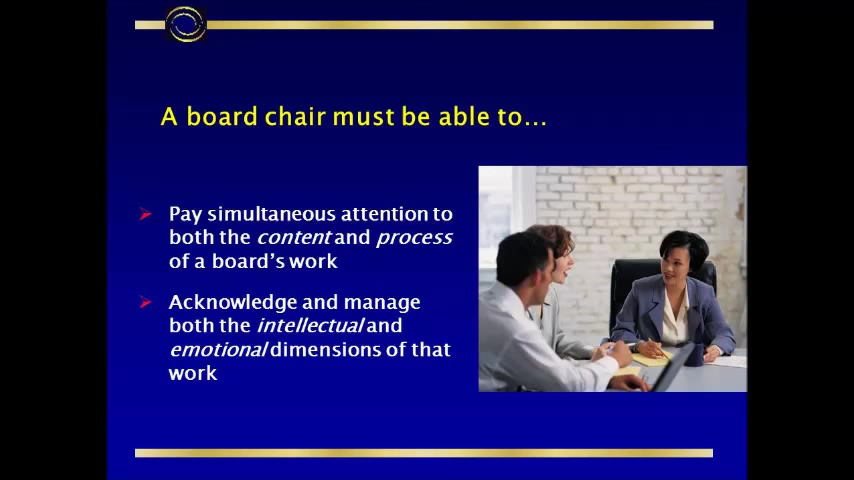 A board chair must be able to...
Pay simultaneous attention to
both the content and process
of a board's work
Acknowledge and manage
both the intellectual and
emotional dimensions of that
work